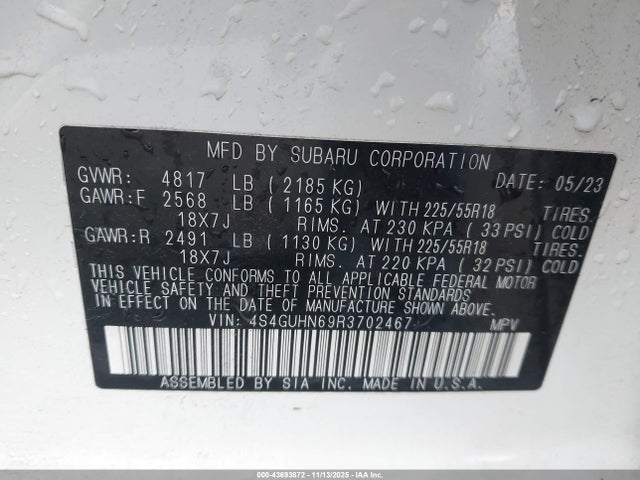 MFD BY SUBARU CORPORATION
GVWR: 4817 LB (2185 KG) DATE: 05/23
GAWR:F 2568 LB (1165 KG) WITH 225/55R18 TIRES.
18X7J RIMS. AT 230 KPA (33 PSI) COLD
GAWR:R 2491 LB (1130 KG) WITH 225/55R18 TIRES.
18X7J RIMS. AT 220 KPA (32 PSI) COLD
THIS VEHICLE CONFORMS TO ALL APPLICABLE FEDERAL MOTOR
VEHICLE SAFETY AND THEFT PREVENTION STANDARDS
IN EFFECT ON THE DATE OF MANUFACTURE SHOWN ABOVE.
VIN: 4S4GUHN69R3702467 MPV
ASSEMBLED BY SIA INC. MADE IN U.S.A.
000-43693872 | 11/13/2025 - IAAI.com